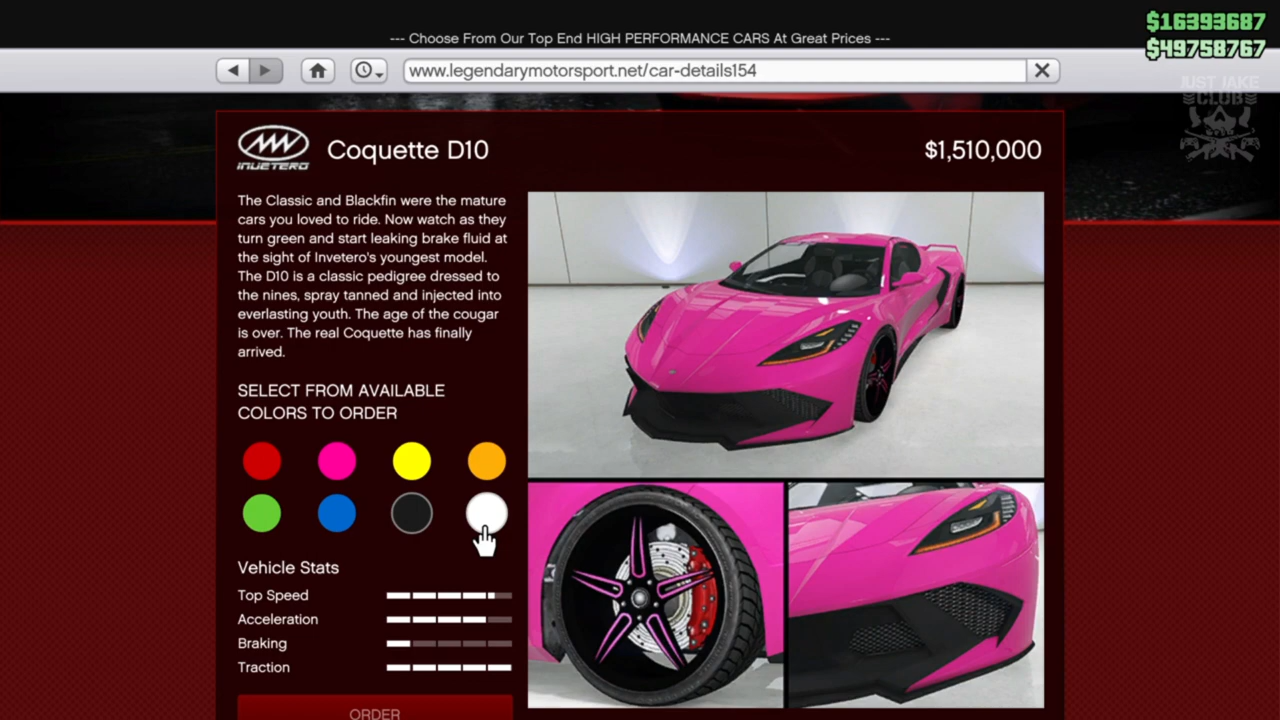 --- Choose From Our Top End HIGH PERFORMANCE CARS At Great Prices ---
$16393687
$49758767
www.legendarymotorsport.net/car-details154
JUST JAKE
CLUB
INVETERO
Coquette D10
$1,510,000
The Classic and Blackfin were the mature
cars you loved to ride. Now watch as they
turn green and start leaking brake fluid at
the sight of Invetero's youngest model.
The D10 is a classic pedigree dressed to
the nines, spray tanned and injected into
everlasting youth. The age of the cougar
is over. The real Coquette has finally
arrived.
SELECT FROM AVAILABLE
COLORS TO ORDER
Vehicle Stats
Top Speed
Acceleration
Braking
Traction
ORDER